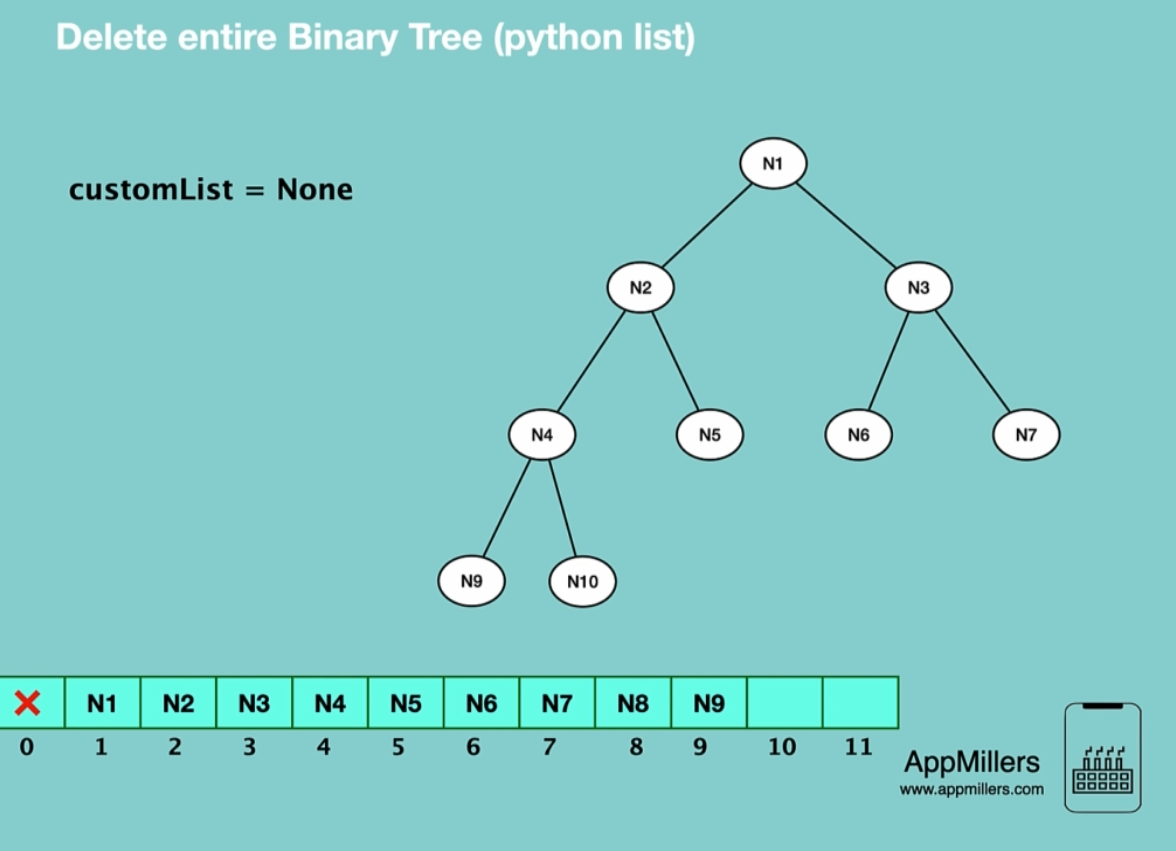 Delete entire Binary Tree (python list)
customList = None
N1
N2 N3
N4 N5 N6 N7
N9 N10
N1 N2 N3 N4 N5 N6 N7 N8 N9
0 1 2 3 4 5 6 7 8 9 10 11
AppMillers
www.appmillers.com